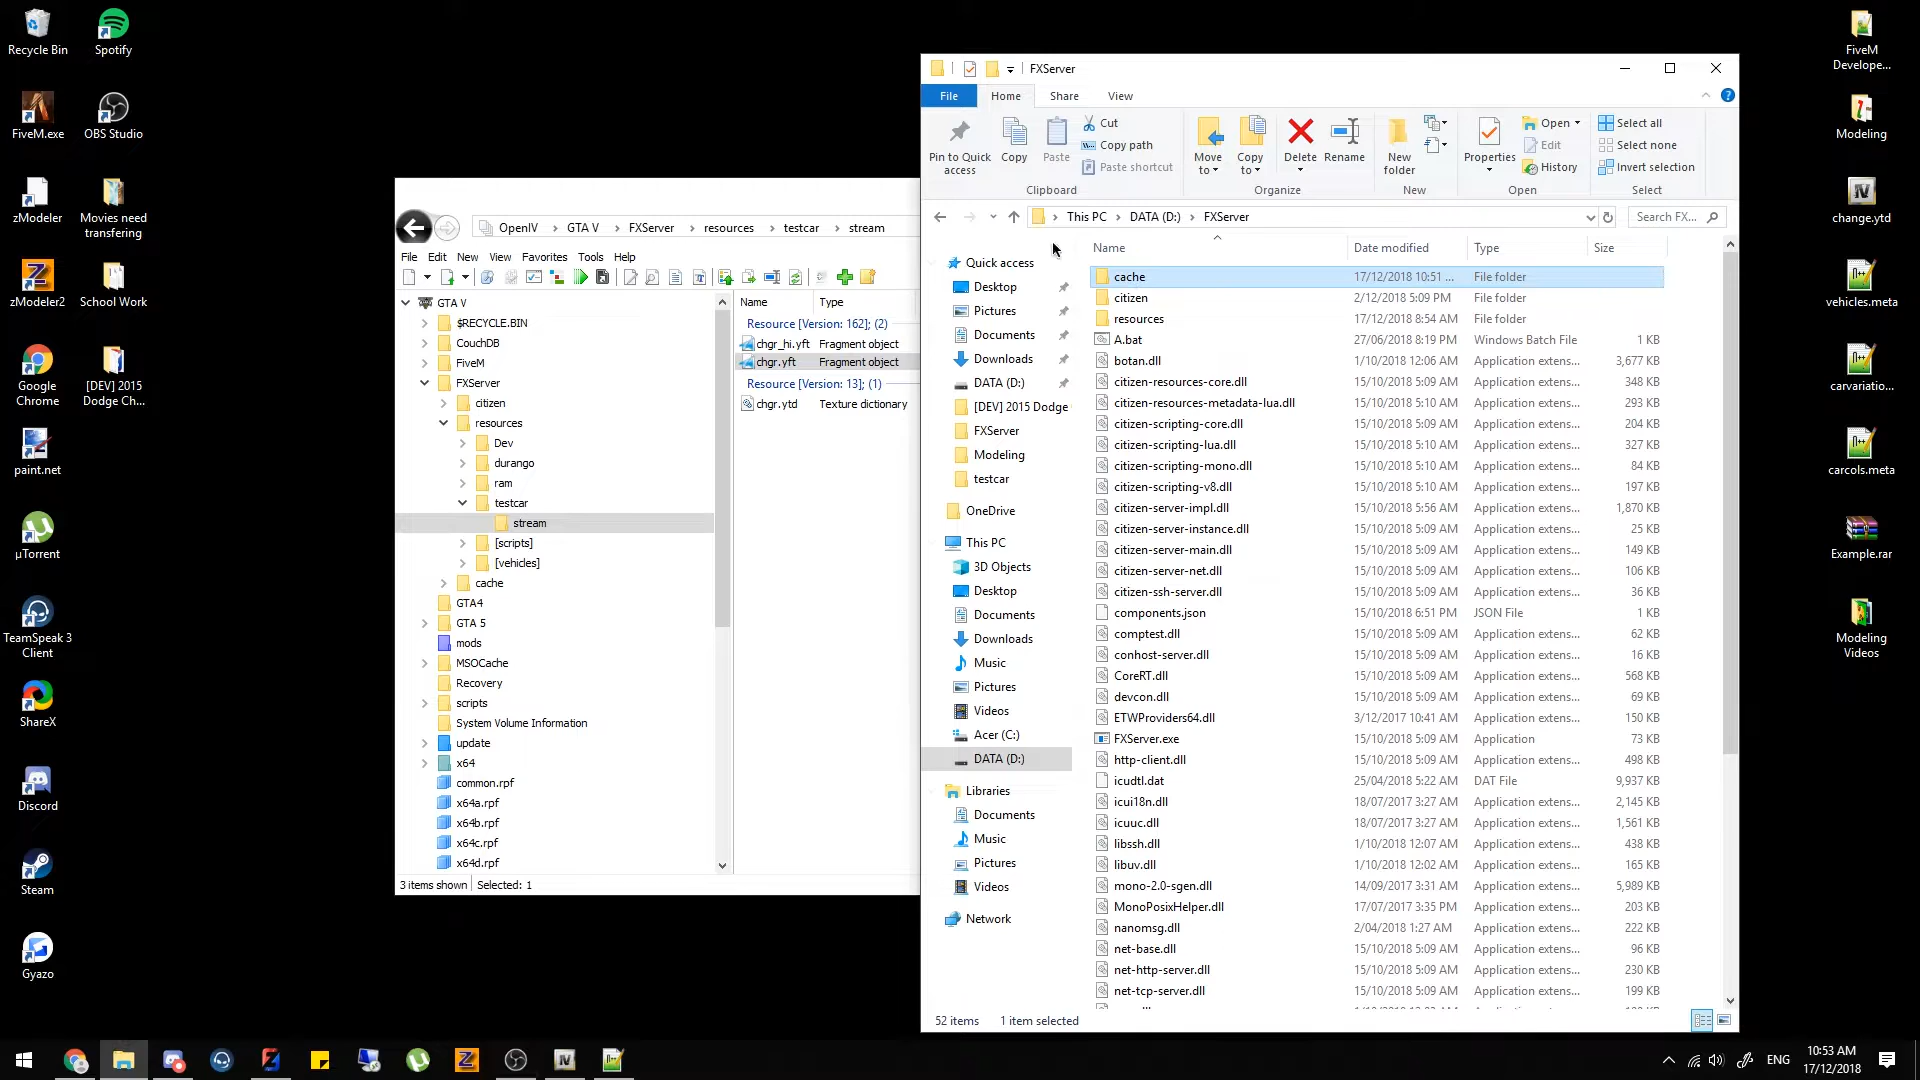 Recycle Bin
Spotify
FiveM.exe
OBS Studio
zModeler
Movies need
transfering
zModeler2
School Work
Google
Chrome
[DEV] 2015
Dodge Ch...
paint.net
µTorrent
TeamSpeak 3
Client
ShareX
Discord
Steam
Gyazo
OpenIV
GTA V
FXServer
resources
testcar
stream
File
Edit
New
View
Favorites
Tools
Help
GTA V
$RECYCLE.BIN
CouchDB
FiveM
FXServer
citizen
resources
Dev
durango
ram
testcar
stream
[scripts]
[vehicles]
cache
GTA4
GTA 5
mods
MSOCache
Recovery
scripts
System Volume Information
update
x64
common.rpf
x64a.rpf
x64b.rpf
x64c.rpf
x64d.rpf
Name Type
Resource [Version: 162]; (2)
chgr_hi.yft Fragment object
chgr.yft Fragment object
Resource [Version: 13]; (1)
chgr.ytd Texture dictionary
3 items shown Selected: 1
FXServer
File Home Share View
Pin to Quick
access
Copy
Paste
Cut
Copy path
Paste shortcut
Clipboard
Move
to
Copy
to
Delete
Rename
Organize
New
folder
New
Properties
Open
Edit
History
Open
Select all
Select none
Invert selection
Select
This PC DATA (D:) FXServer
Search FX...
Quick access
Desktop
Pictures
Documents
Downloads
DATA (D:)
[DEV] 2015 Dodge
FXServer
Modeling
testcar
OneDrive
This PC
3D Objects
Desktop
Documents
Downloads
Music
Pictures
Videos
Acer (C:)
DATA (D:)
Libraries
Documents
Music
Pictures
Videos
Network
Name Date modified Type Size
cache 17/12/2018 10:51 ... File folder
citizen 2/12/2018 5:09 PM File folder
resources 17/12/2018 8:54 AM File folder
A.bat 27/06/2018 8:19 PM Windows Batch File 1 KB
botan.dll 1/10/2018 12:06 AM Application extens... 3,677 KB
citizen-resources-core.dll 15/10/2018 5:09 AM Application extens... 348 KB
citizen-resources-metadata-lua.dll 15/10/2018 5:10 AM Application extens... 293 KB
citizen-scripting-core.dll 15/10/2018 5:09 AM Application extens... 204 KB
citizen-scripting-lua.dll 15/10/2018 5:10 AM Application extens... 327 KB
citizen-scripting-mono.dll 15/10/2018 5:10 AM Application extens... 84 KB
citizen-scripting-v8.dll 15/10/2018 5:10 AM Application extens... 197 KB
citizen-server-impl.dll 15/10/2018 5:56 AM Application extens... 1,870 KB
citizen-server-instance.dll 15/10/2018 5:09 AM Application extens... 25 KB
citizen-server-main.dll 15/10/2018 5:09 AM Application extens... 149 KB
citizen-server-net.dll 15/10/2018 5:09 AM Application extens... 106 KB
citizen-ssh-server.dll 15/10/2018 5:09 AM Application extens... 36 KB
components.json 15/10/2018 6:51 PM JSON File 1 KB
comptest.dll 15/10/2018 5:09 AM Application extens... 62 KB
conhost-server.dll 15/10/2018 5:09 AM Application extens... 16 KB
CoreRT.dll 15/10/2018 5:09 AM Application extens... 568 KB
devcon.dll 15/10/2018 5:09 AM Application extens... 69 KB
ETWProviders64.dll 3/12/2017 10:41 AM Application extens... 150 KB
FXServer.exe 15/10/2018 5:09 AM Application 73 KB
http-client.dll 15/10/2018 5:09 AM Application extens... 498 KB
icudtl.dat 25/04/2018 5:22 AM DAT File 9,937 KB
icui18n.dll 18/07/2017 3:27 AM Application extens... 2,145 KB
icuuc.dll 18/07/2017 3:27 AM Application extens... 1,561 KB
libssh.dll 1/10/2018 12:07 AM Application extens... 438 KB
libuv.dll 1/10/2018 12:02 AM Application extens... 165 KB
mono-2.0-sgen.dll 14/09/2017 3:31 AM Application extens... 5,989 KB
MonoPosixHelper.dll 17/07/2017 3:35 PM Application extens... 203 KB
nanomsg.dll 2/04/2018 1:27 AM Application extens... 222 KB
net-base.dll 15/10/2018 5:09 AM Application extens... 96 KB
net-http-server.dll 15/10/2018 5:09 AM Application extens... 230 KB
net-tcp-server.dll 15/10/2018 5:09 AM Application extens... 199 KB
52 items 1 item selected
FiveM
Develope...
Modeling
change.ytd
vehicles.meta
carvariatio...
carcols.meta
Example.rar
Modeling
Videos
ENG
10:53 AM
17/12/2018